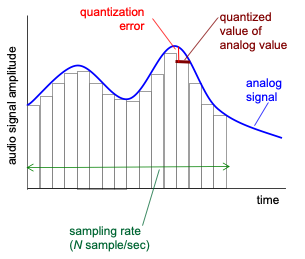 quantization
error
quantized
value of
analog value
analog
signal
audio signal amplitude
time
sampling rate
(N sample/sec)